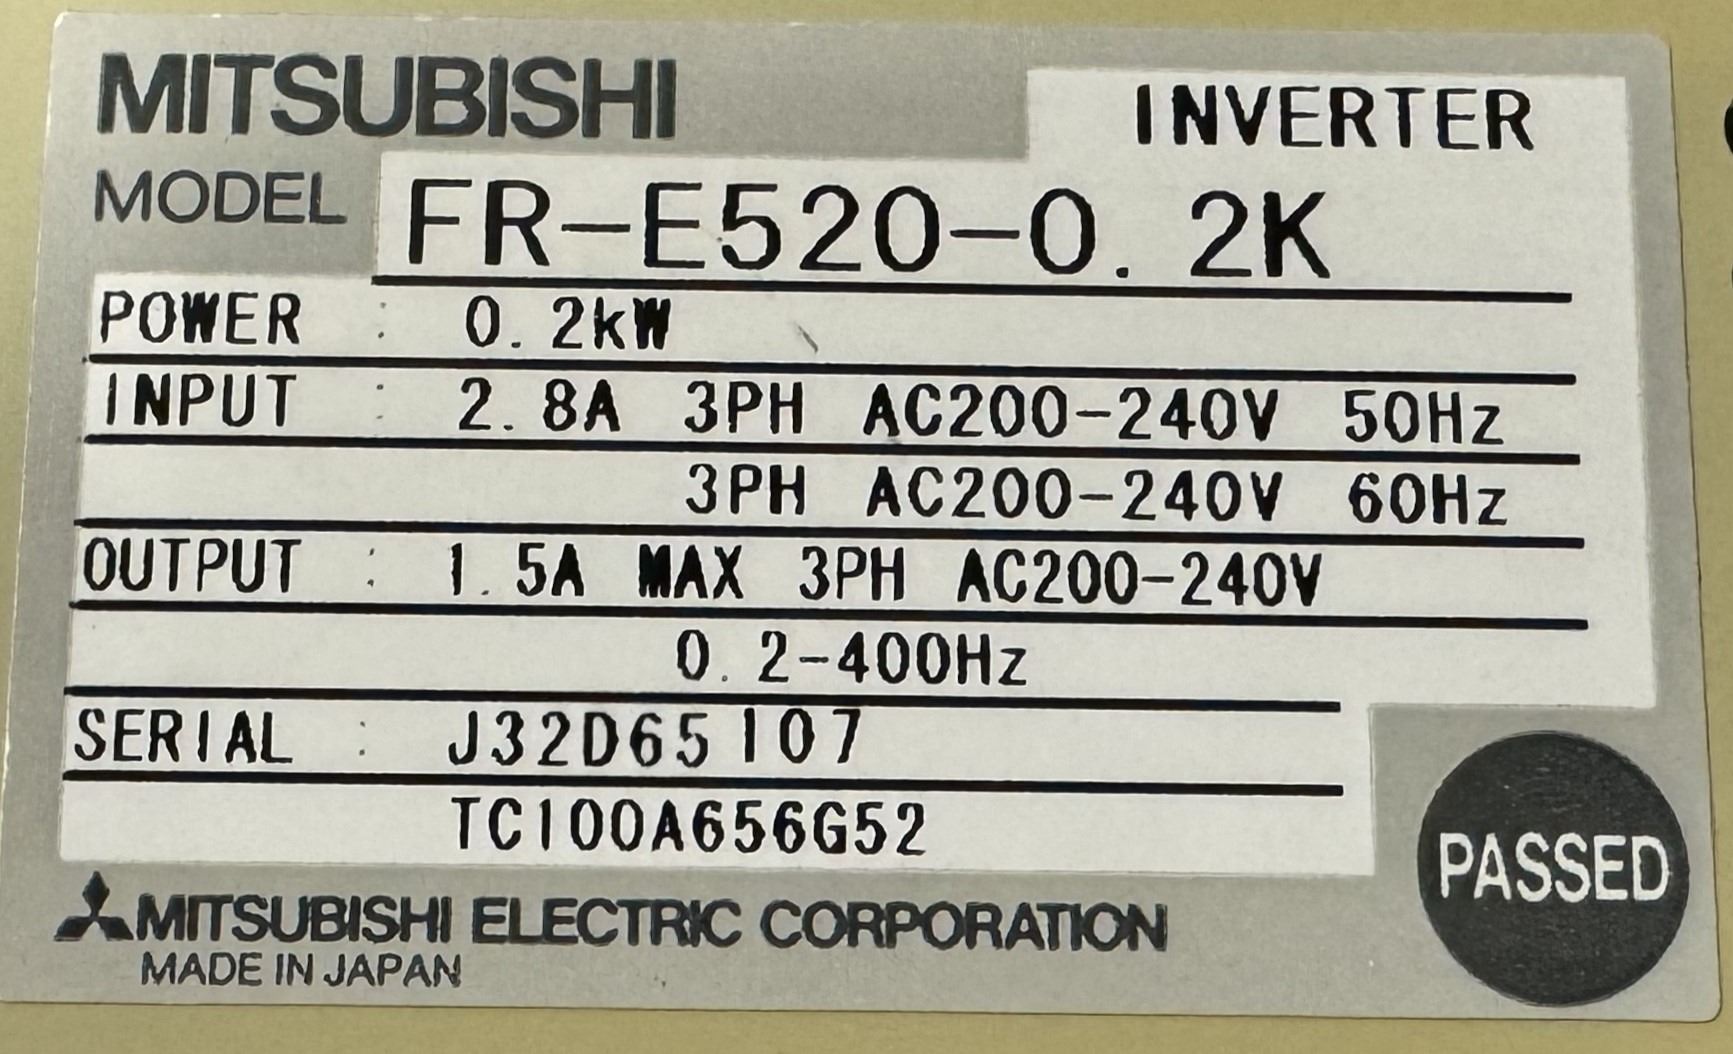 MITSUBISHI
INVERTER
MODEL FR-E520-0.2K
POWER : 0.2kW
INPUT : 2.8A 3PH AC200-240V 50Hz
3PH AC200-240V 60Hz
OUTPUT : 1.5A MAX 3PH AC200-240V
0.2-400Hz
SERIAL : J32D65107
TC100A656G52
PASSED
MITSUBISHI ELECTRIC CORPORATION
MADE IN JAPAN